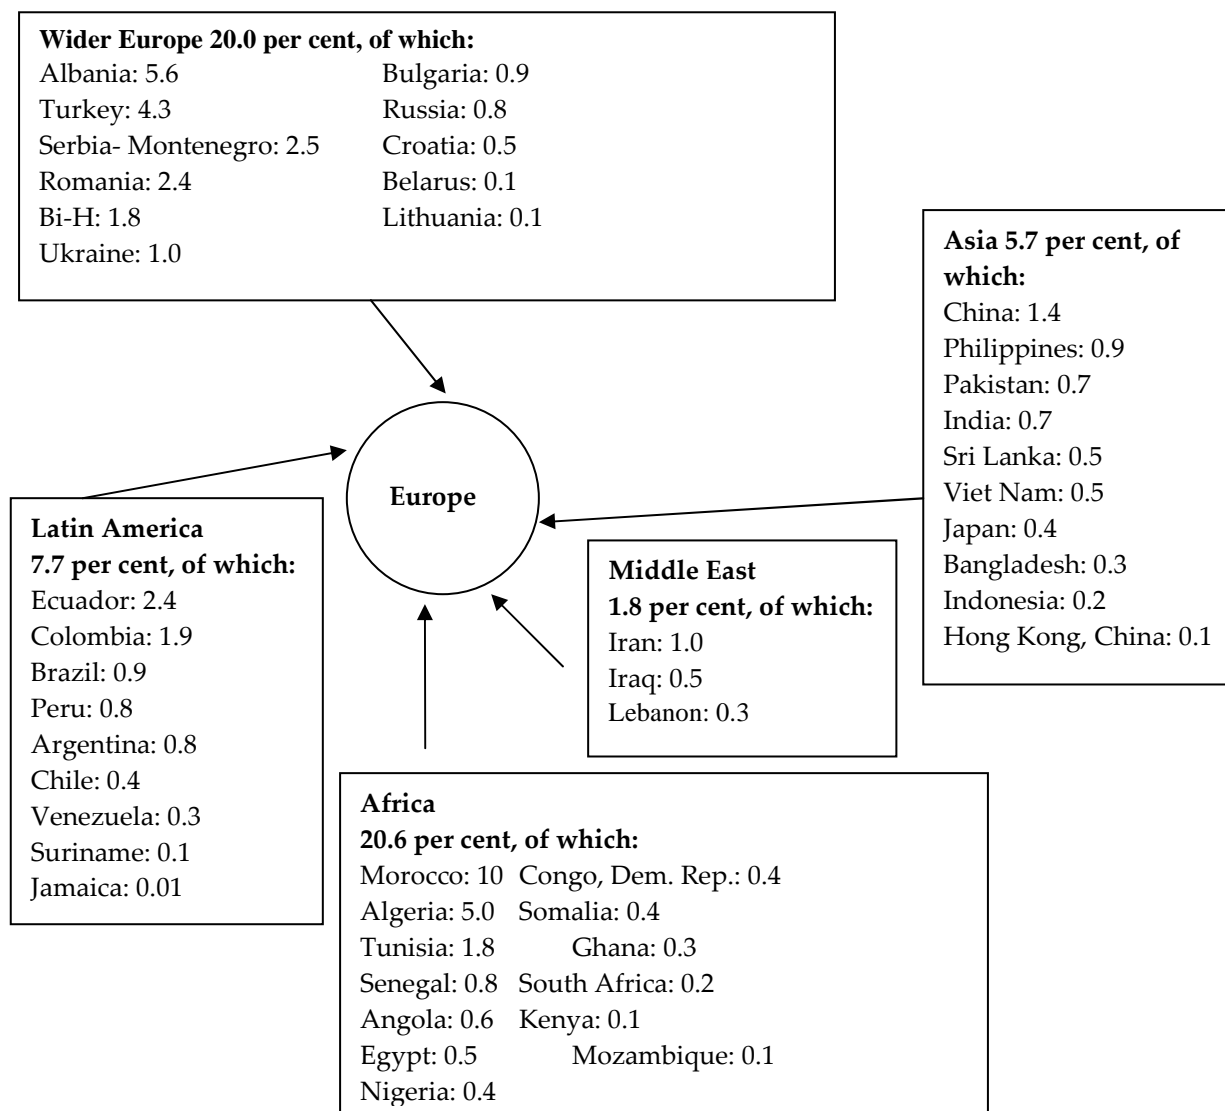 Wider Europe 20.0 per cent, of which:
Albania: 5.6 Bulgaria: 0.9
Turkey: 4.3 Russia: 0.8
Serbia- Montenegro: 2.5 Croatia: 0.5
Romania: 2.4 Belarus: 0.1
Bi-H: 1.8 Lithuania: 0.1
Ukraine: 1.0
Asia 5.7 per cent, of
which:
China: 1.4
Philippines: 0.9
Pakistan: 0.7
India: 0.7
Sri Lanka: 0.5
Viet Nam: 0.5
Japan: 0.4
Bangladesh: 0.3
Indonesia: 0.2
Hong Kong, China: 0.1
Europe
Latin America
7.7 per cent, of which:
Ecuador: 2.4
Colombia: 1.9
Brazil: 0.9
Peru: 0.8
Argentina: 0.8
Chile: 0.4
Venezuela: 0.3
Suriname: 0.1
Jamaica: 0.01
Middle East
1.8 per cent, of which:
Iran: 1.0
Iraq: 0.5
Lebanon: 0.3
Africa
20.6 per cent, of which:
Morocco: 10 Congo, Dem. Rep.: 0.4
Algeria: 5.0 Somalia: 0.4
Tunisia: 1.8 Ghana: 0.3
Senegal: 0.8 South Africa: 0.2
Angola: 0.6 Kenya: 0.1
Egypt: 0.5 Mozambique: 0.1
Nigeria: 0.4